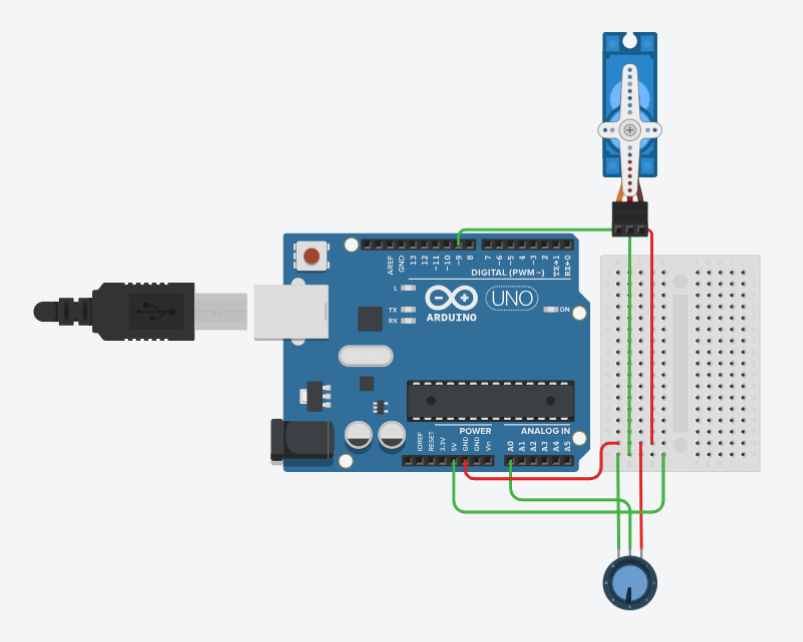 AREF
GND
13
12
~11
~10
~9
8
7
~6
~5
4
~3
2
TX→1
RX←0
DIGITAL (PWM~)
L
TX
RX
UNO
ARDUINO
ON
POWER
ANALOG IN
IOREF
RESET
3.3V
5V
GND
GND
Vin
A0
A1
A2
A3
A4
A5